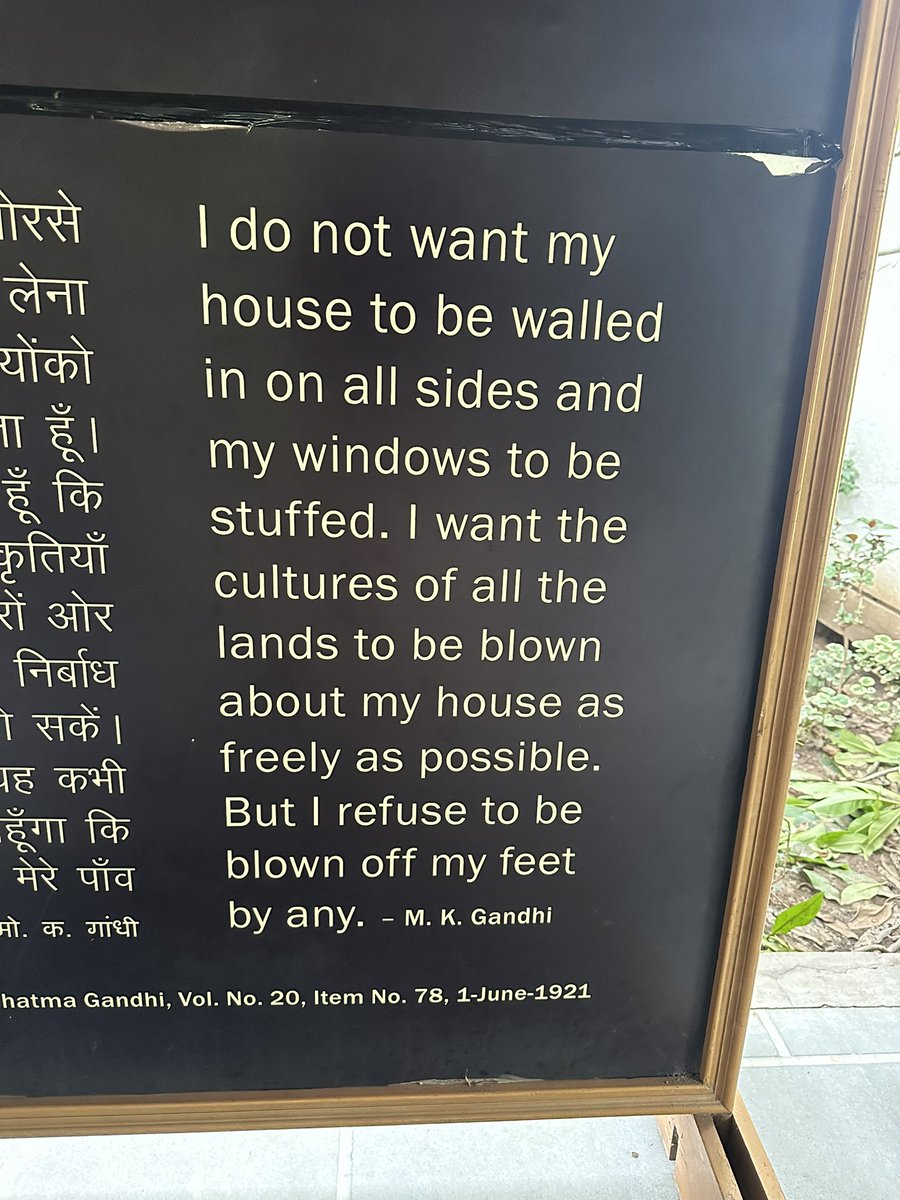 ोरसे
लेना
योंको
ा हूँ।
हूँ कि
कृतियाँ
रों ओर
निर्बाध
सकें।
यह कभी
हूँगा कि
मेरे पाँव
मो. क. गांधी
I do not want my
house to be walled
in on all sides and
my windows to be
stuffed. I want the
cultures of all the
lands to be blown
about my house as
freely as possible.
But I refuse to be
blown off my feet
by any. – M. K. Gandhi
hatma Gandhi, Vol. No. 20, Item No. 78, 1-June-1921